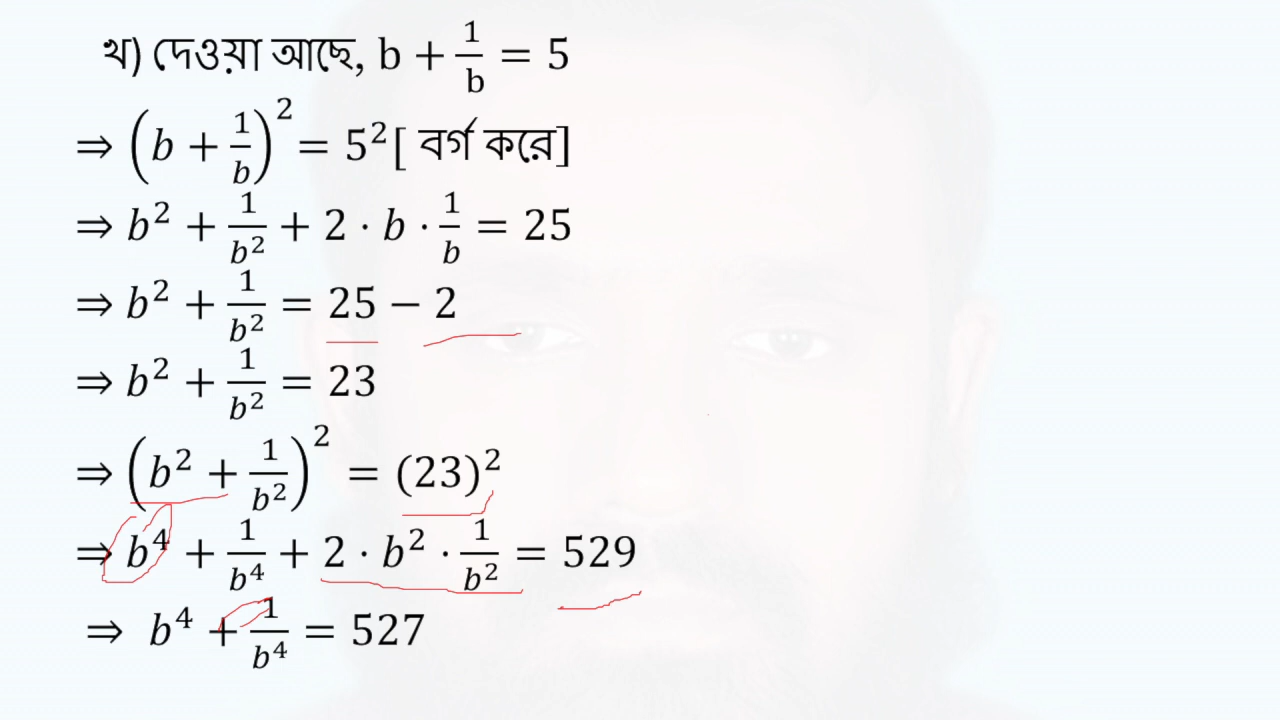 খ) দেওয়া আছে, b + 1/b = 5
⇒ (b + 1/b)² = 5² [ বর্গ করে]
⇒ b² + 1/b² + 2 · b · 1/b = 25
⇒ b² + 1/b² = 25 − 2
⇒ b² + 1/b² = 23
⇒ (b² + 1/b²)² = (23)²
⇒ b⁴ + 1/b⁴ + 2 · b² · 1/b² = 529
⇒ b⁴ + 1/b⁴ = 527